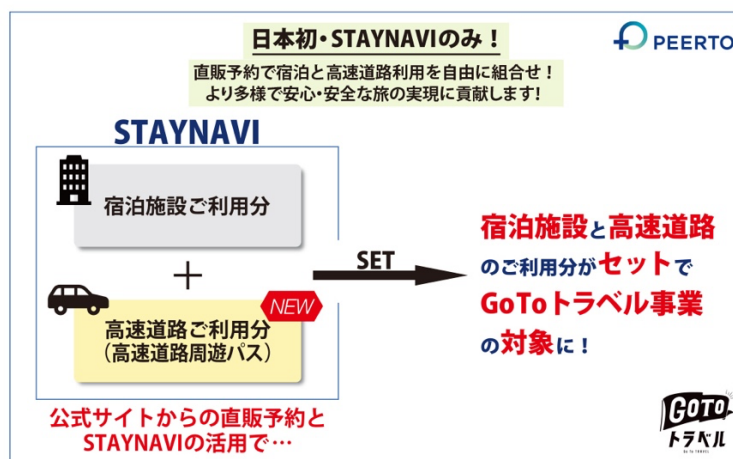 日本初・STAYNAVIのみ！
PEERTO
直販予約で宿泊と高速道路利用を自由に組合せ！
より多様で安心・安全な旅の実現に貢献します!
STAYNAVI
宿泊施設ご利用分
＋
NEW
高速道路ご利用分
（高速道路周遊パス）
SET
宿泊施設と高速道路
のご利用分がセットで
GoToトラベル事業
の対象に！
公式サイトからの直販予約と
STAYNAVIの活用で…
GOTO
トラベル
Go To TRAVEL